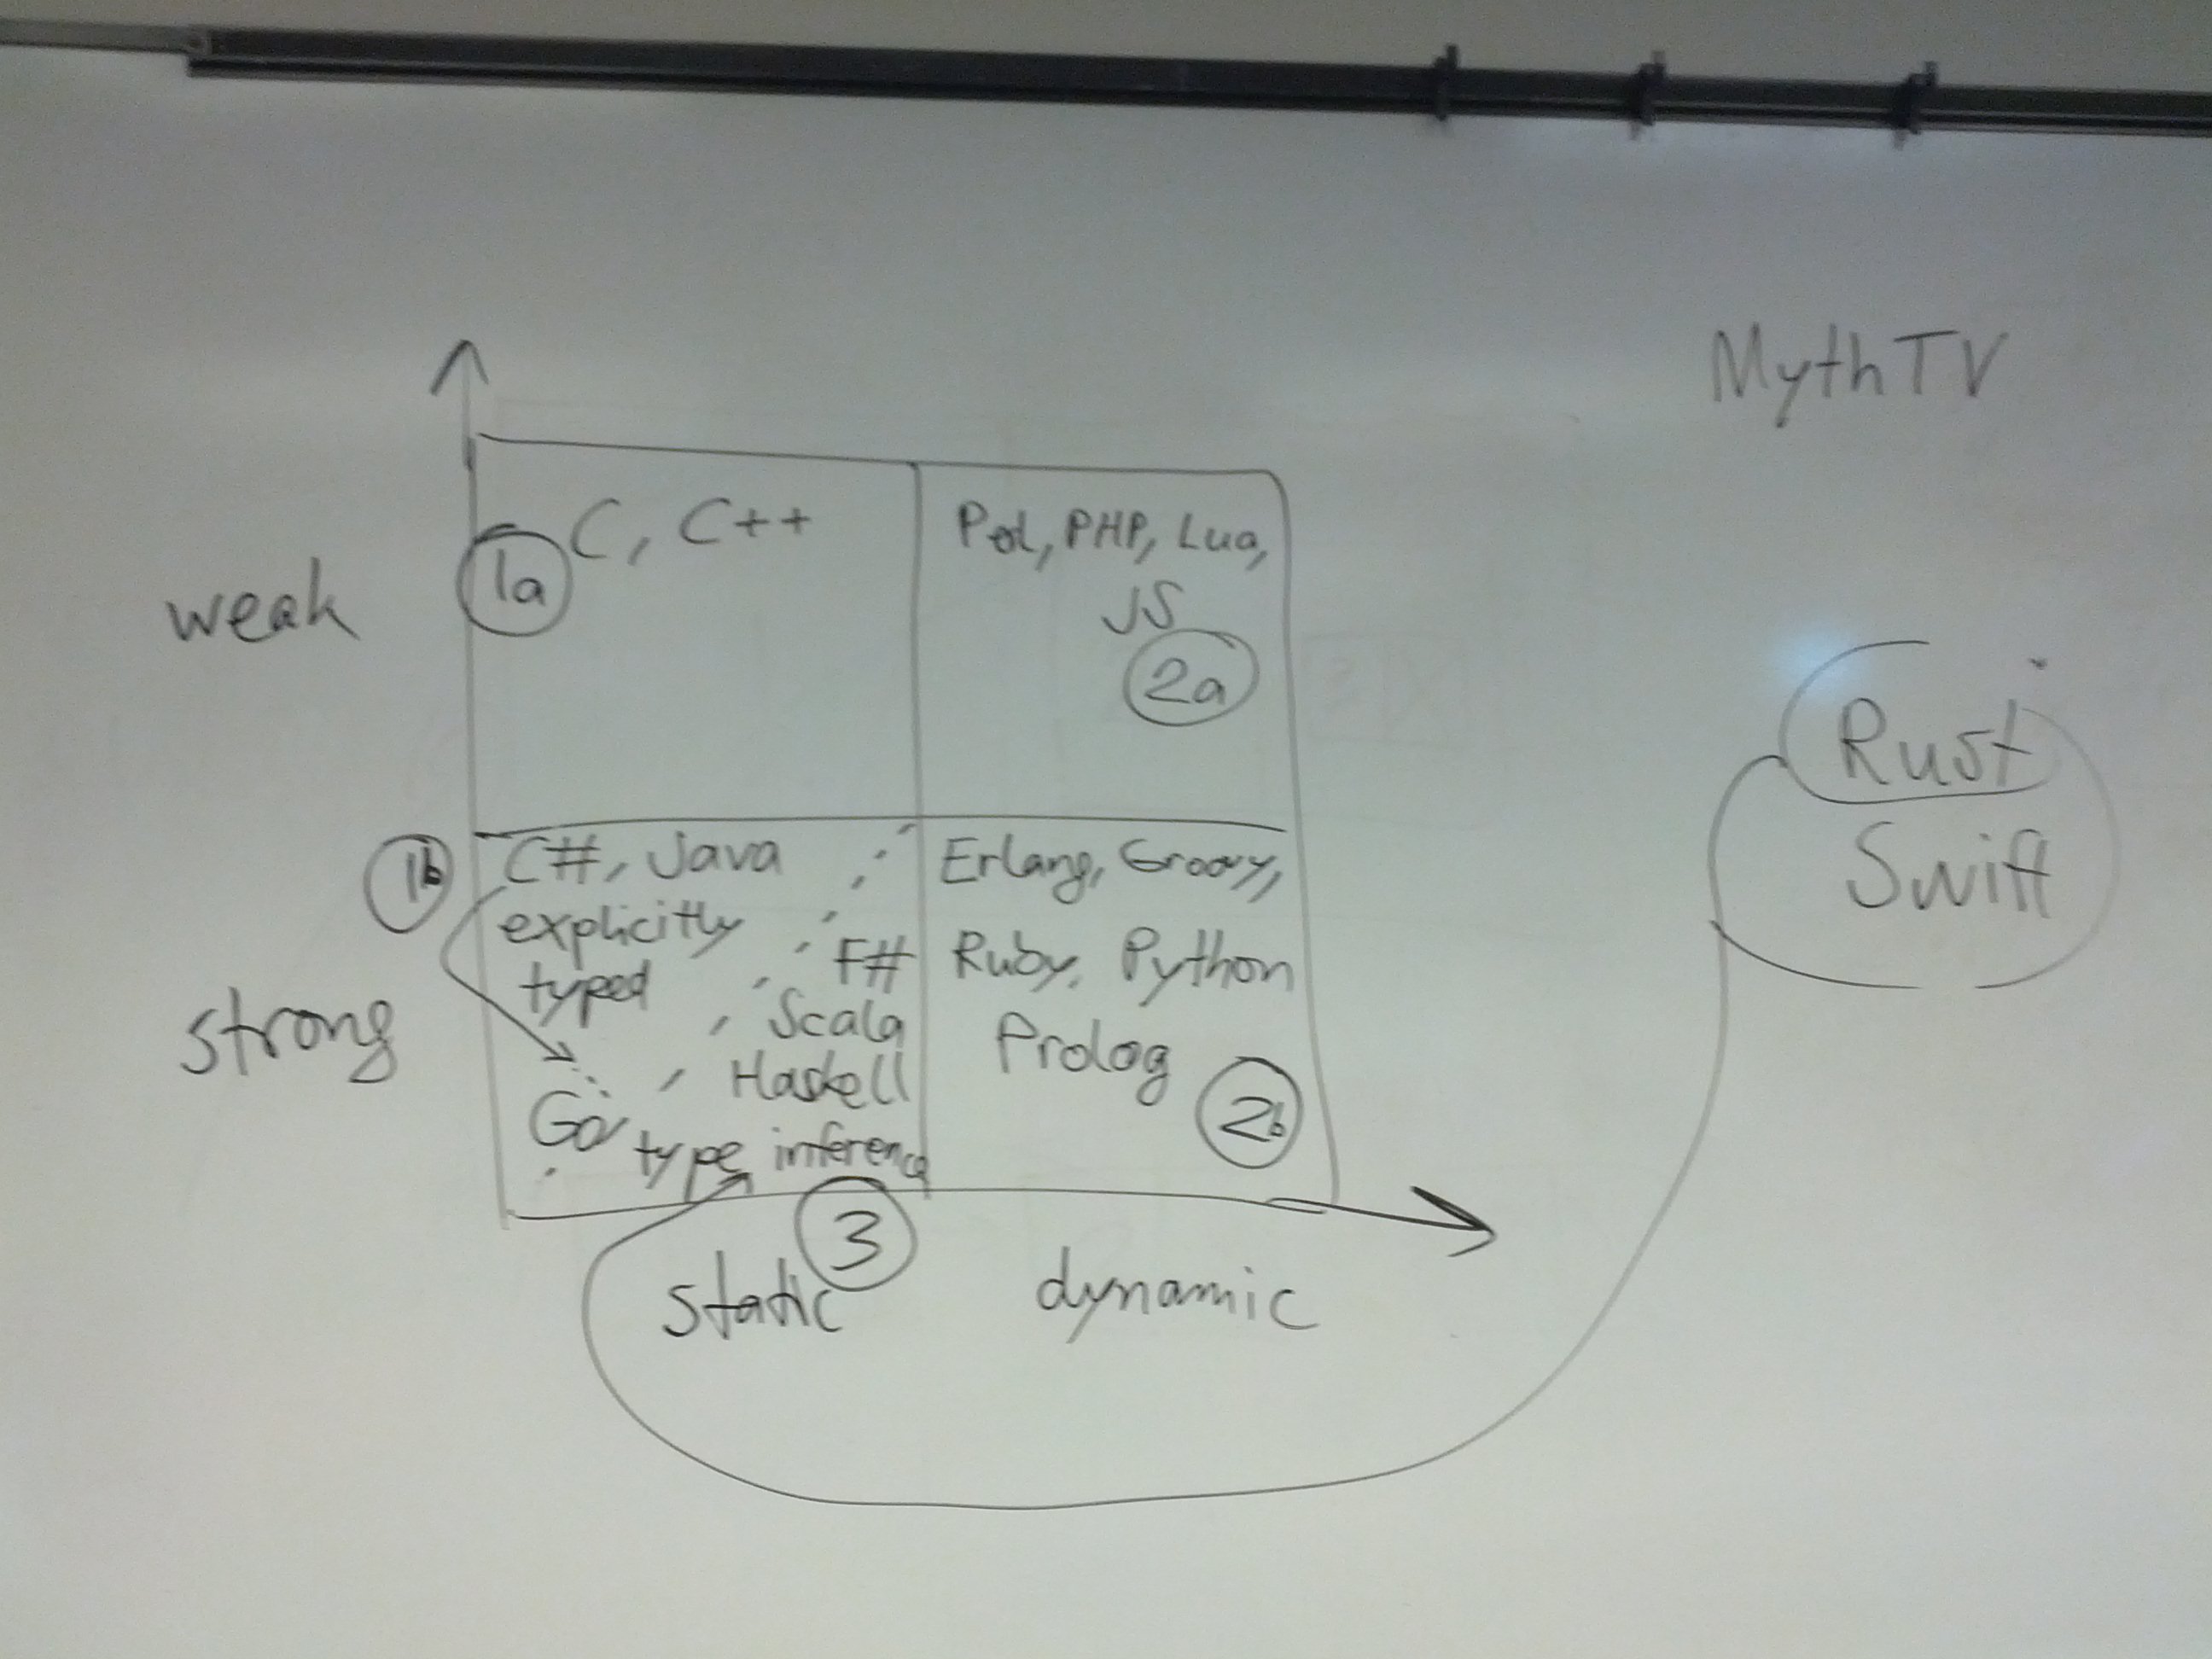 MythTV
weak
1a
C, C++
Perl, PHP, Lua,
JS
2a
Rust
Swift
strong
1b
C#, Java
explicitly
typed
F#
Scala
Haskell
Go
type inference
3
Erlang, Groovy,
Ruby, Python
Prolog
2b
static
dynamic